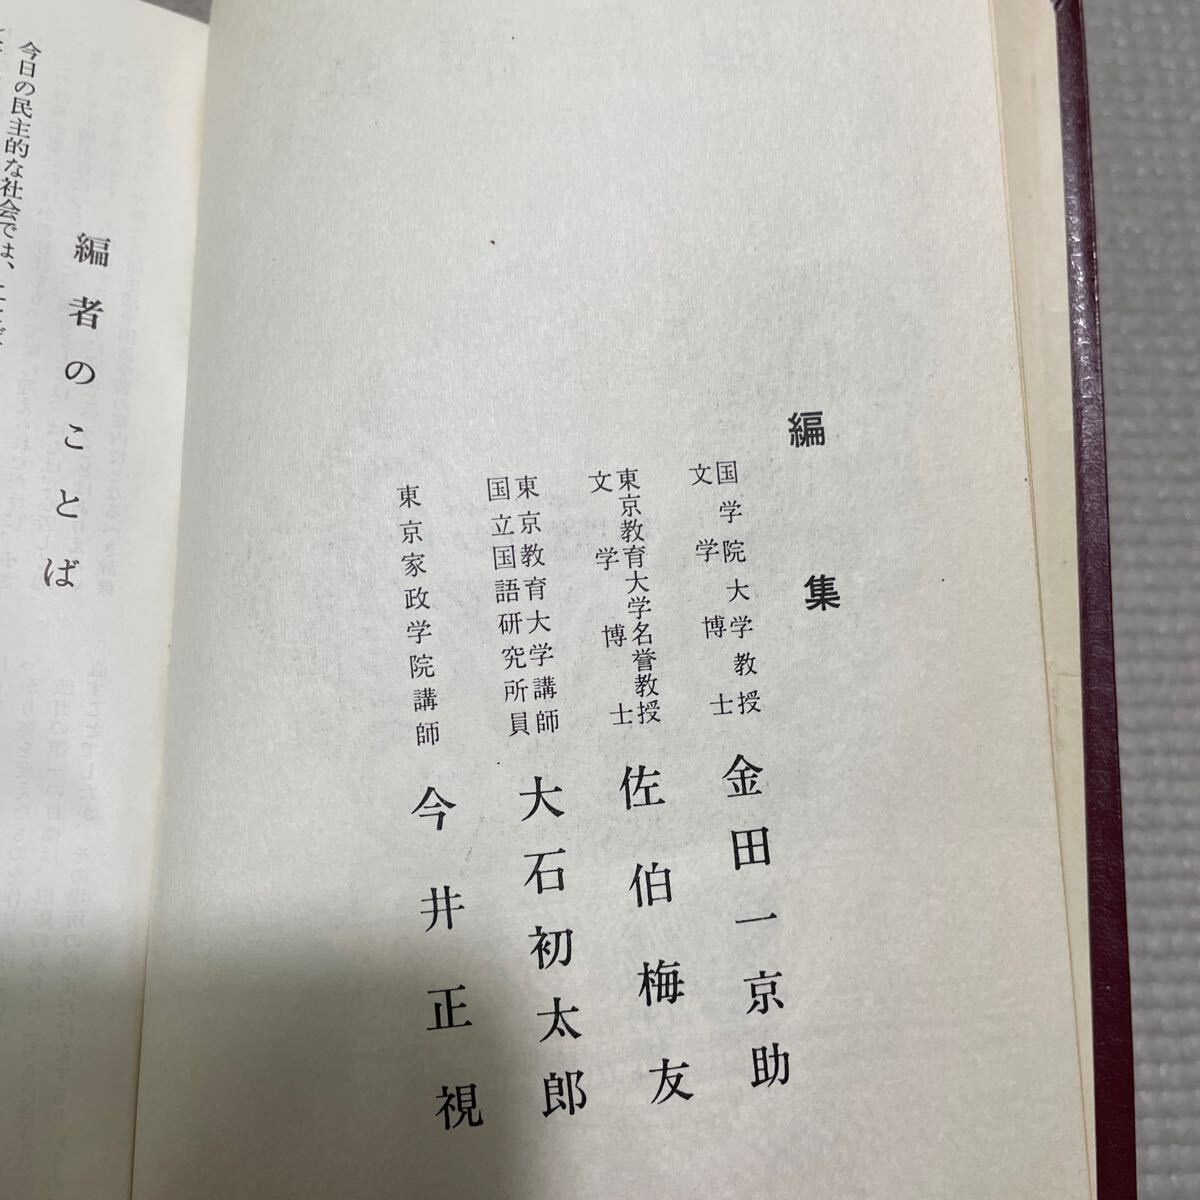 編集
国学院大学教授
文学博士
金田一京助
東京教育大学名誉教授
文学博士
佐伯梅友
東京教育大学講師
国立国語研究所員
大石初太郎
東京家政学院講師
今井正視
編者のことば
今日の民主的な社会では、